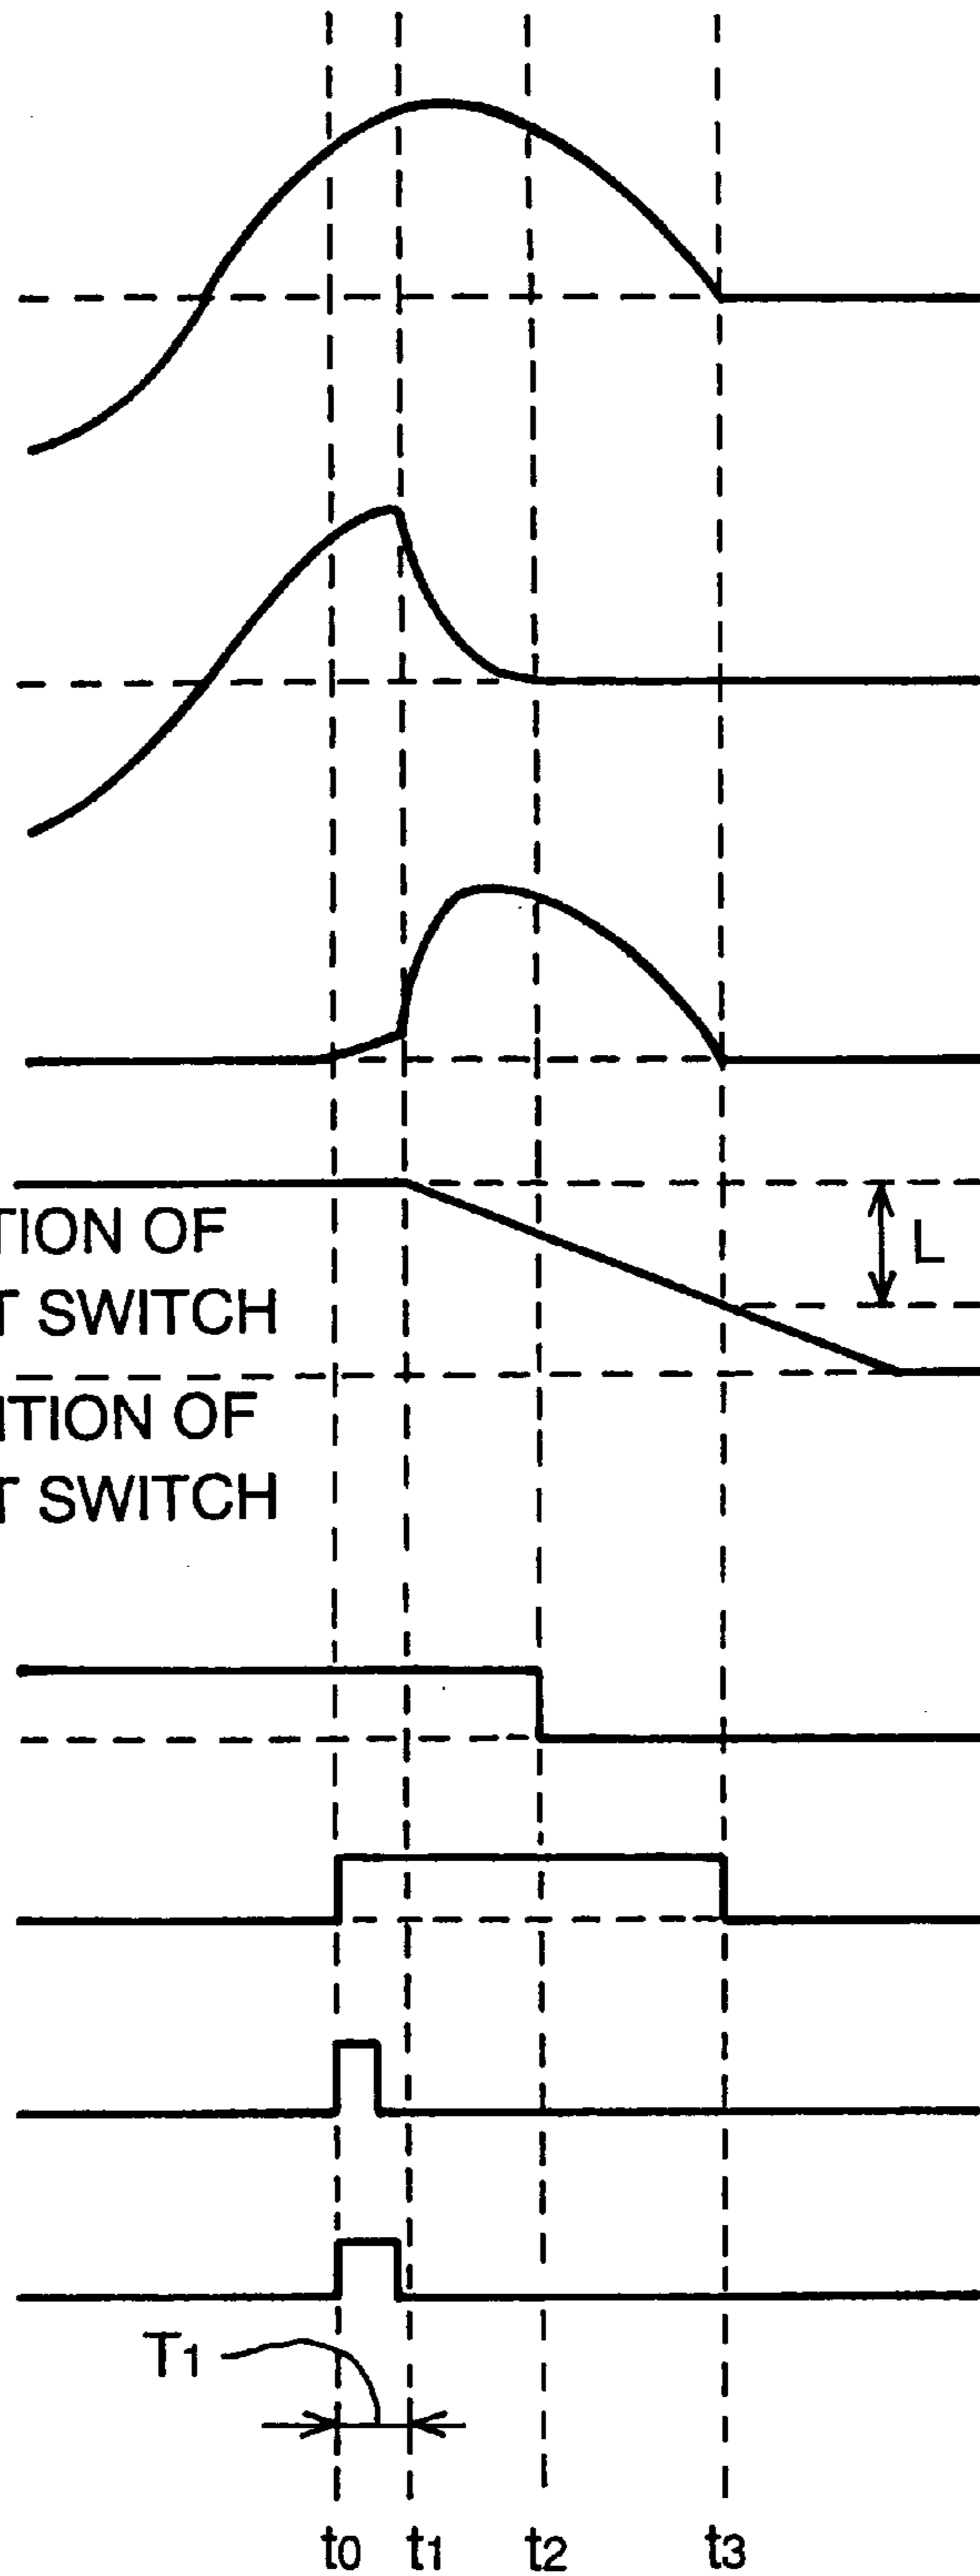 L
TION OF
T SWITCH
ITION OF
T SWITCH
T1
t0 t1 t2 t3